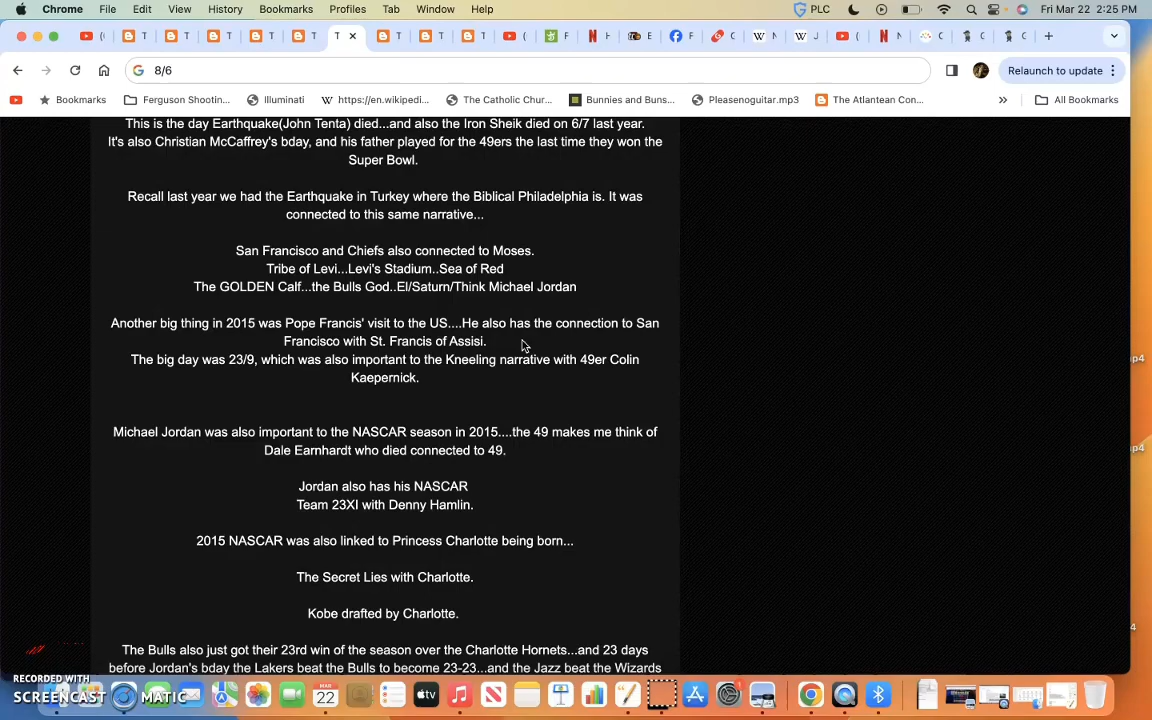 Chrome File Edit View History Bookmarks Profiles Tab Window Help PLC Fri Mar 22 2:25 PM
T T T T T T T T T
8/6 Relaunch to update
Bookmarks Ferguson Shootin... Illuminati https://en.wikipedi... The Catholic Chur... Bunnies and Buns... Pleasenoguitar.mp3 The Atlantean Con... » All Bookmarks
This is the day Earthquake(John Tenta) died...and also the Iron Sheik died on 6/7 last year.
It's also Christian McCaffrey's bday, and his father played for the 49ers the last time they won the
Super Bowl.
Recall last year we had the Earthquake in Turkey where the Biblical Philadelphia is. It was
connected to this same narrative...
San Francisco and Chiefs also connected to Moses.
Tribe of Levi...Levi's Stadium..Sea of Red
The GOLDEN Calf...the Bulls God..El/Saturn/Think Michael Jordan
Another big thing in 2015 was Pope Francis' visit to the US....He also has the connection to San
Francisco with St. Francis of Assisi.
The big day was 23/9, which was also important to the Kneeling narrative with 49er Colin
Kaepernick.
Michael Jordan was also important to the NASCAR season in 2015....the 49 makes me think of
Dale Earnhardt who died connected to 49.
Jordan also has his NASCAR
Team 23XI with Denny Hamlin.
2015 NASCAR was also linked to Princess Charlotte being born...
The Secret Lies with Charlotte.
Kobe drafted by Charlotte.
The Bulls also just got their 23rd win of the season over the Charlotte Hornets...and 23 days
before Jordan's bday the Lakers beat the Bulls to become 23-23...and the Jazz beat the Wizards
RECORDED WITH
SCREENCAST MATIC
MAR
22
tv